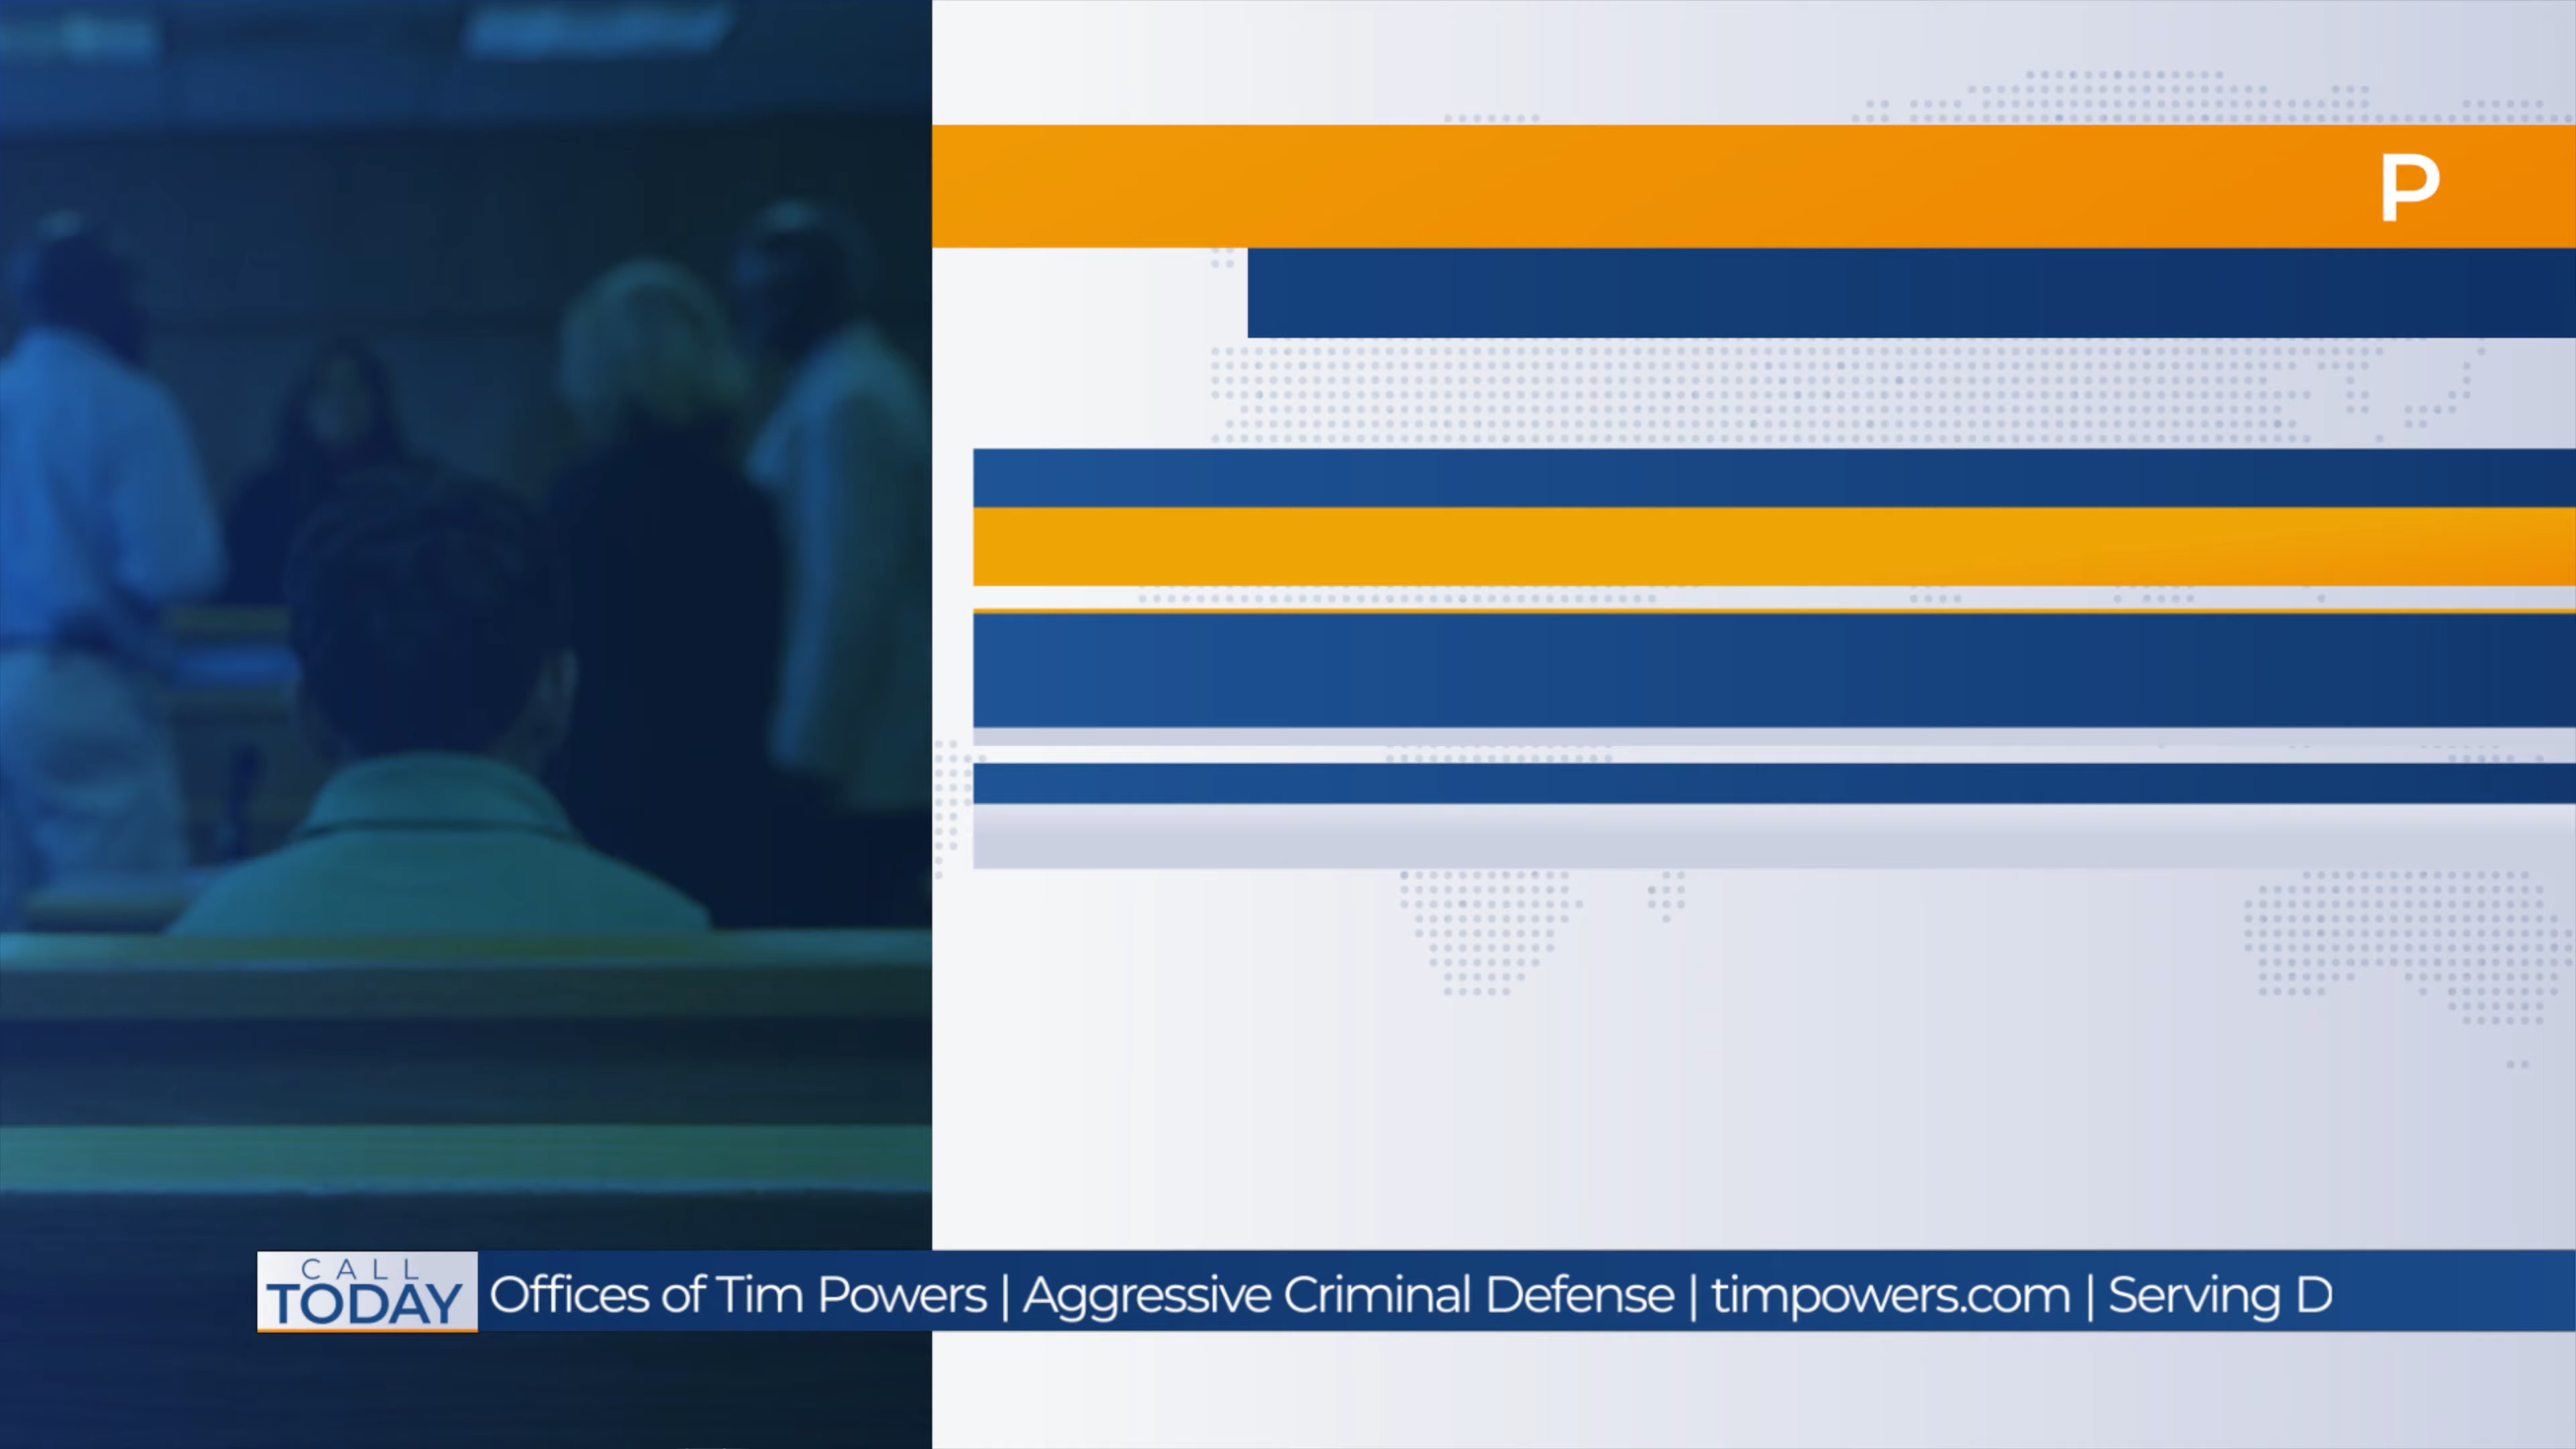 P
CALL
TODAY
Offices of Tim Powers | Aggressive Criminal Defense | timpowers.com | Serving D